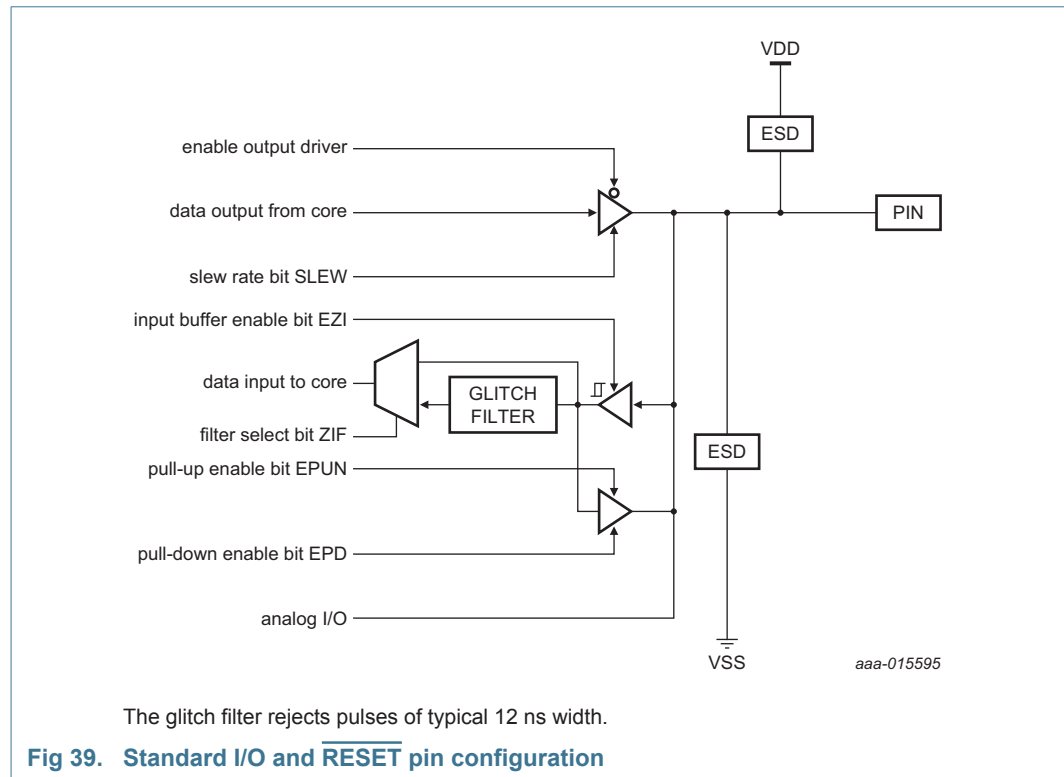 VDD
ESD
enable output driver
data output from core
PIN
slew rate bit SLEW
input buffer enable bit EZI
data input to core
GLITCH
FILTER
filter select bit ZIF
ESD
pull-up enable bit EPUN
pull-down enable bit EPD
analog I/O
VSS
aaa-015595
The glitch filter rejects pulses of typical 12 ns width.
Fig 39. Standard I/O and RESET pin configuration